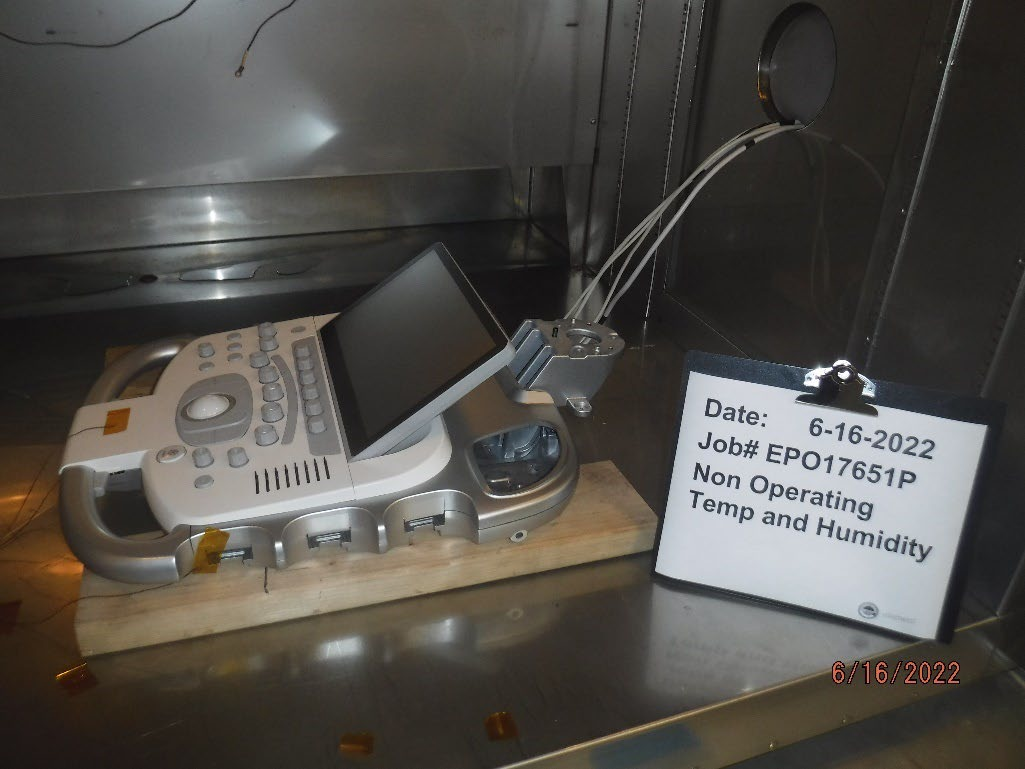 Date: 6-16-2022
Job# EPO17651P
Non Operating
Temp and Humidity
6/16/2022